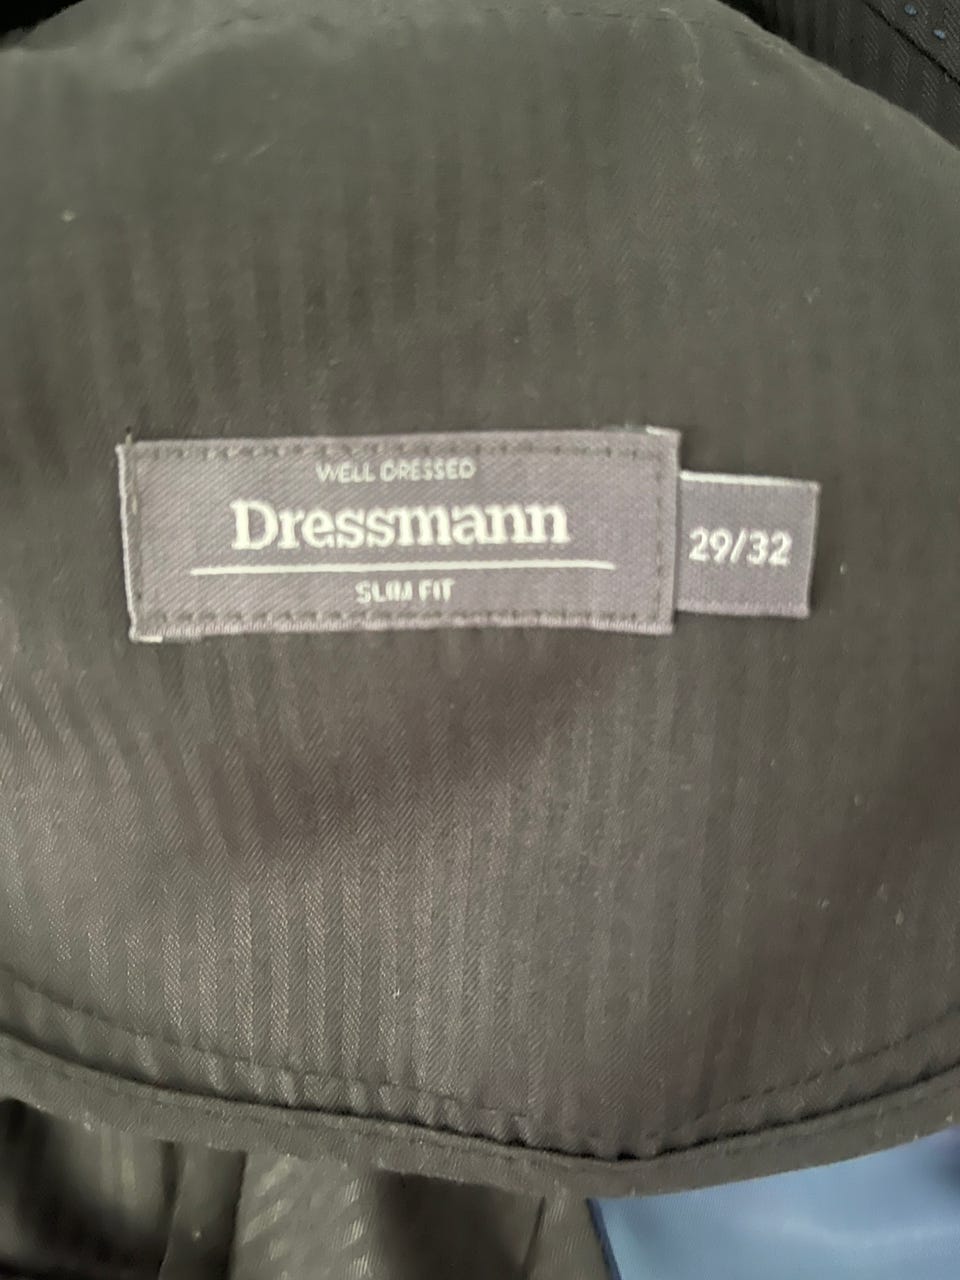 WELL DRESSED
Dressmann
SLIM FIT
29/32